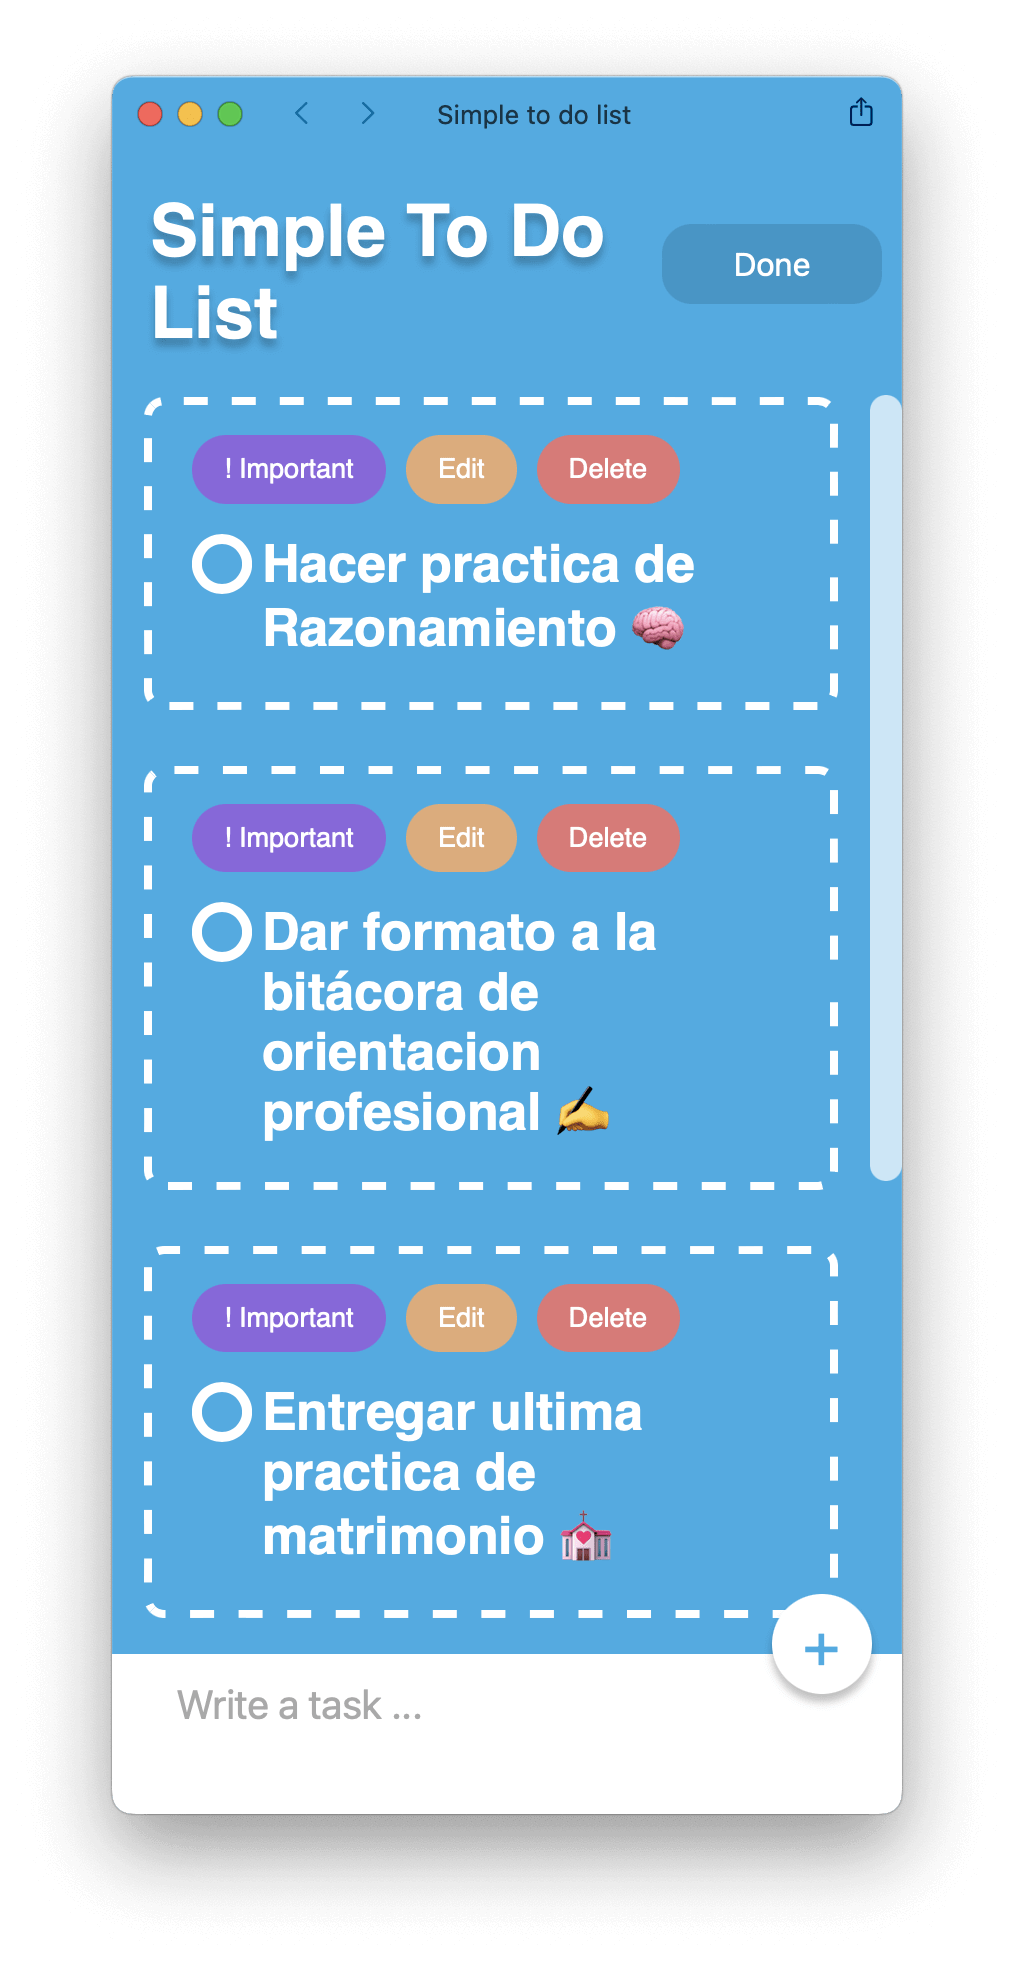 Simple to do list
Simple To Do
List
Done
! Important Edit Delete
Hacer practica de
Razonamiento 🧠
! Important Edit Delete
Dar formato a la
bitácora de
orientacion
profesional ✍️
! Important Edit Delete
Entregar ultima
practica de
matrimonio 💒
+
Write a task ...